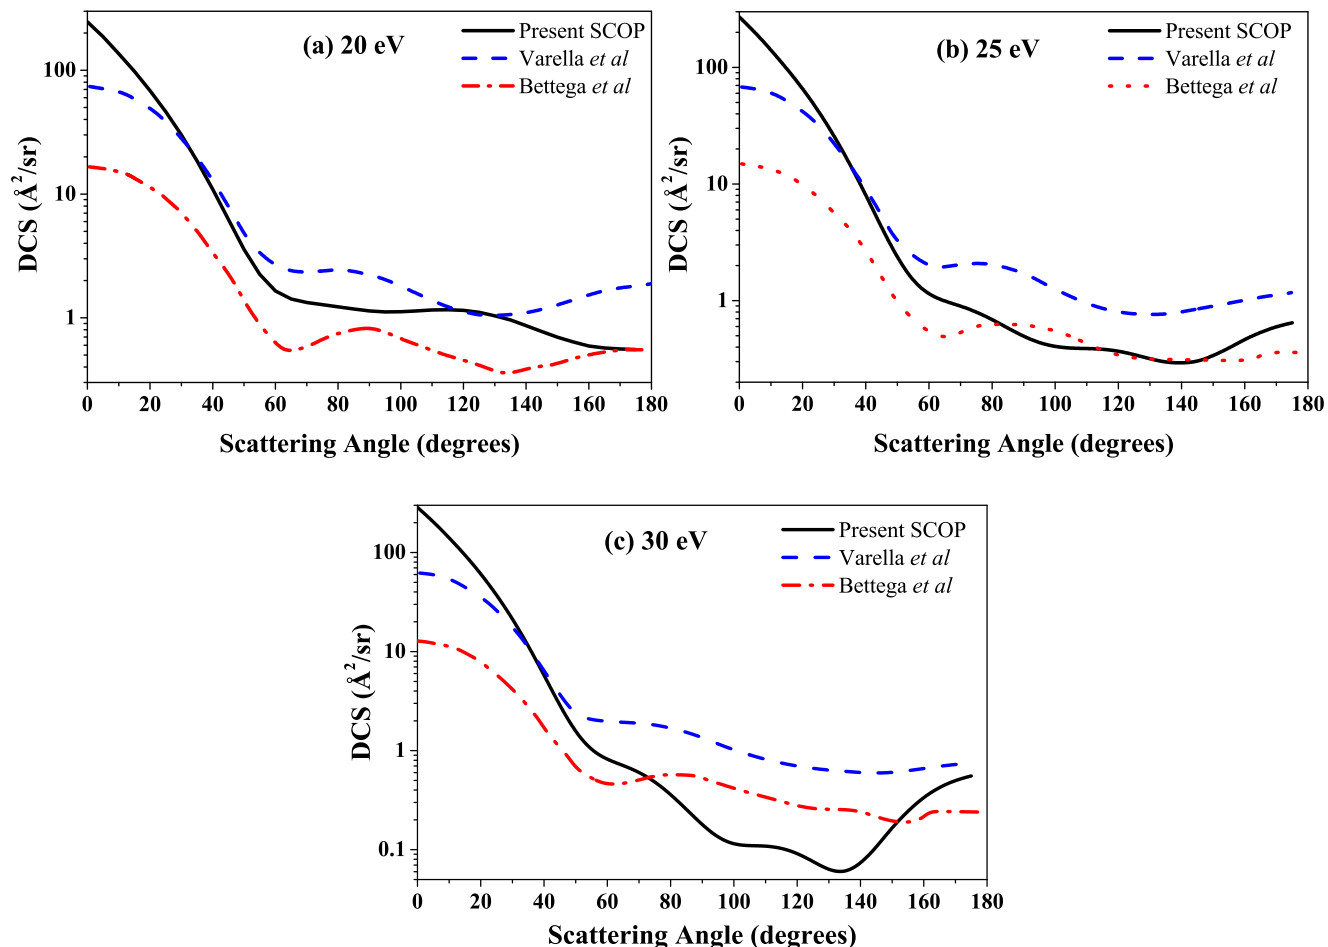 (a) 20 eV
Present SCOP
Varella et al
Bettega et al
100
10
1
DCS (Å²/sr)
0 20 40 60 80 100 120 140 160 180
Scattering Angle (degrees)
(b) 25 eV
Present SCOP
Varella et al
Bettega et al
100
10
1
DCS (Å²/sr)
0 20 40 60 80 100 120 140 160 180
Scattering Angle (degrees)
(c) 30 eV
Present SCOP
Varella et al
Bettega et al
100
10
1
0.1
DCS (Å²/sr)
0 20 40 60 80 100 120 140 160 180
Scattering Angle (degrees)